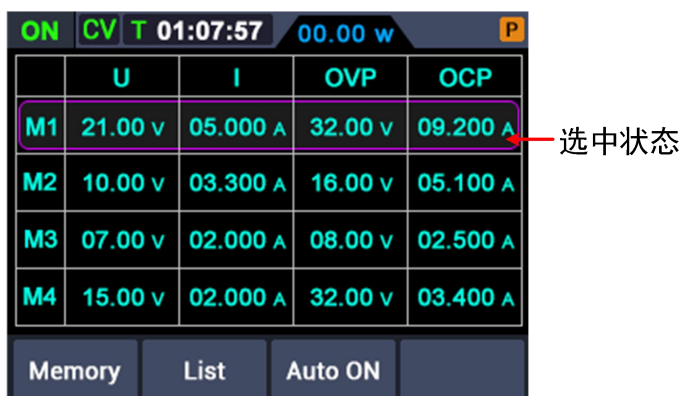 ON CV T 01:07:57 00.00 W P
U I OVP OCP
M1 21.00 V 05.000 A 32.00 V 09.200 A
选中状态
M2 10.00 V 03.300 A 16.00 V 05.100 A
M3 07.00 V 02.000 A 08.00 V 02.500 A
M4 15.00 V 02.000 A 32.00 V 03.400 A
Memory List Auto ON